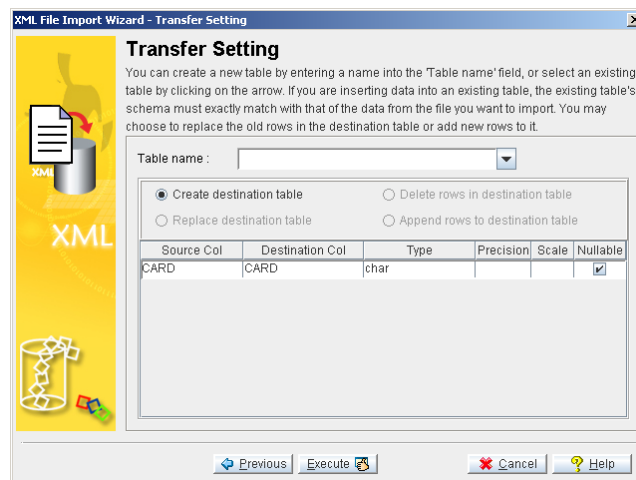 XML File Import Wizard - Transfer Setting
Transfer Setting
You can create a new table by entering a name into the 'Table name' field, or select an existing
table by clicking on the arrow. If you are inserting data into an existing table, the existing table's
schema must exactly match with that of the data from the file you want to import. You may
choose to replace the old rows in the destination table or add new rows to it.
XML
XML
Table name :
Create destination table
Delete rows in destination table
Replace destination table
Append rows to destination table
Source Col Destination Col Type Precision Scale Nullable
CARD CARD char
Previous Execute Cancel Help